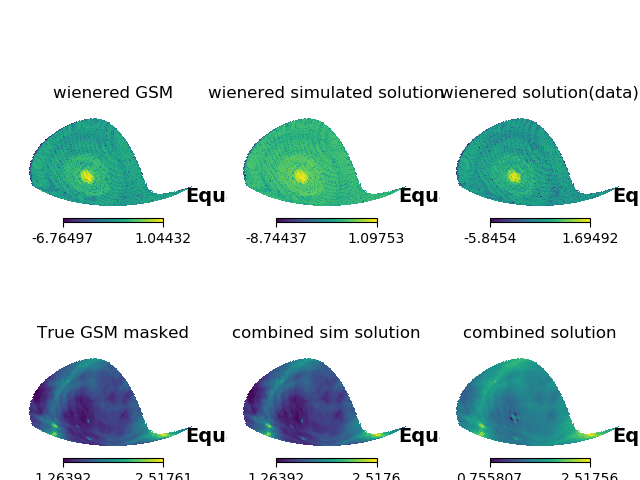 wienered GSM
wienered simulated solution
wienered solution(data)
Equ
Equ
Eq
-6.76497 1.04432
-8.74437 1.09753
-5.8454 1.69492
True GSM masked
combined sim solution
combined solution
Equ
Equ
Eq
1.26392 2.51761
1.26392 2.5176
0.755807 2.51756